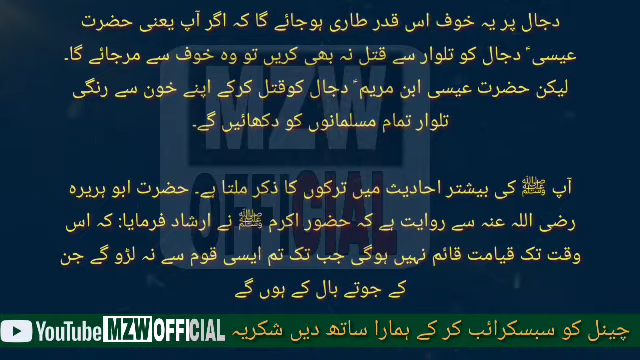 دجال پر یہ خوف اس قدر طاری ہوجائے گا کہ اگر آپ یعنی حضرت
عیسیٰؑ دجال کو تلوار سے قتل نہ بھی کریں تو وہ خوف سے مرجائے گا۔
لیکن حضرت عیسی ابن مریمؑ دجال کوقتل کرکے اپنے خون سے رنگی
تلوار تمام مسلمانوں کو دکھائیں گے۔
آپ ﷺ کی بیشتر احادیث میں ترکوں کا ذکر ملتا ہے۔ حضرت ابو ہریرہ
رضی اللہ عنہ سے روایت ہے کہ حضور اکرم ﷺ نے ارشاد فرمایا: کہ اس
وقت تک قیامت قائم نہیں ہوگی جب تک تم ایسی قوم سے نہ لڑو گے جن
کے جوتے بال کے ہوں گے
MZW
OFFICIAL
YouTube MZW OFFICIAL چینل کو سبسکرائب کر کے ہمارا ساتھ دیں شکریہ